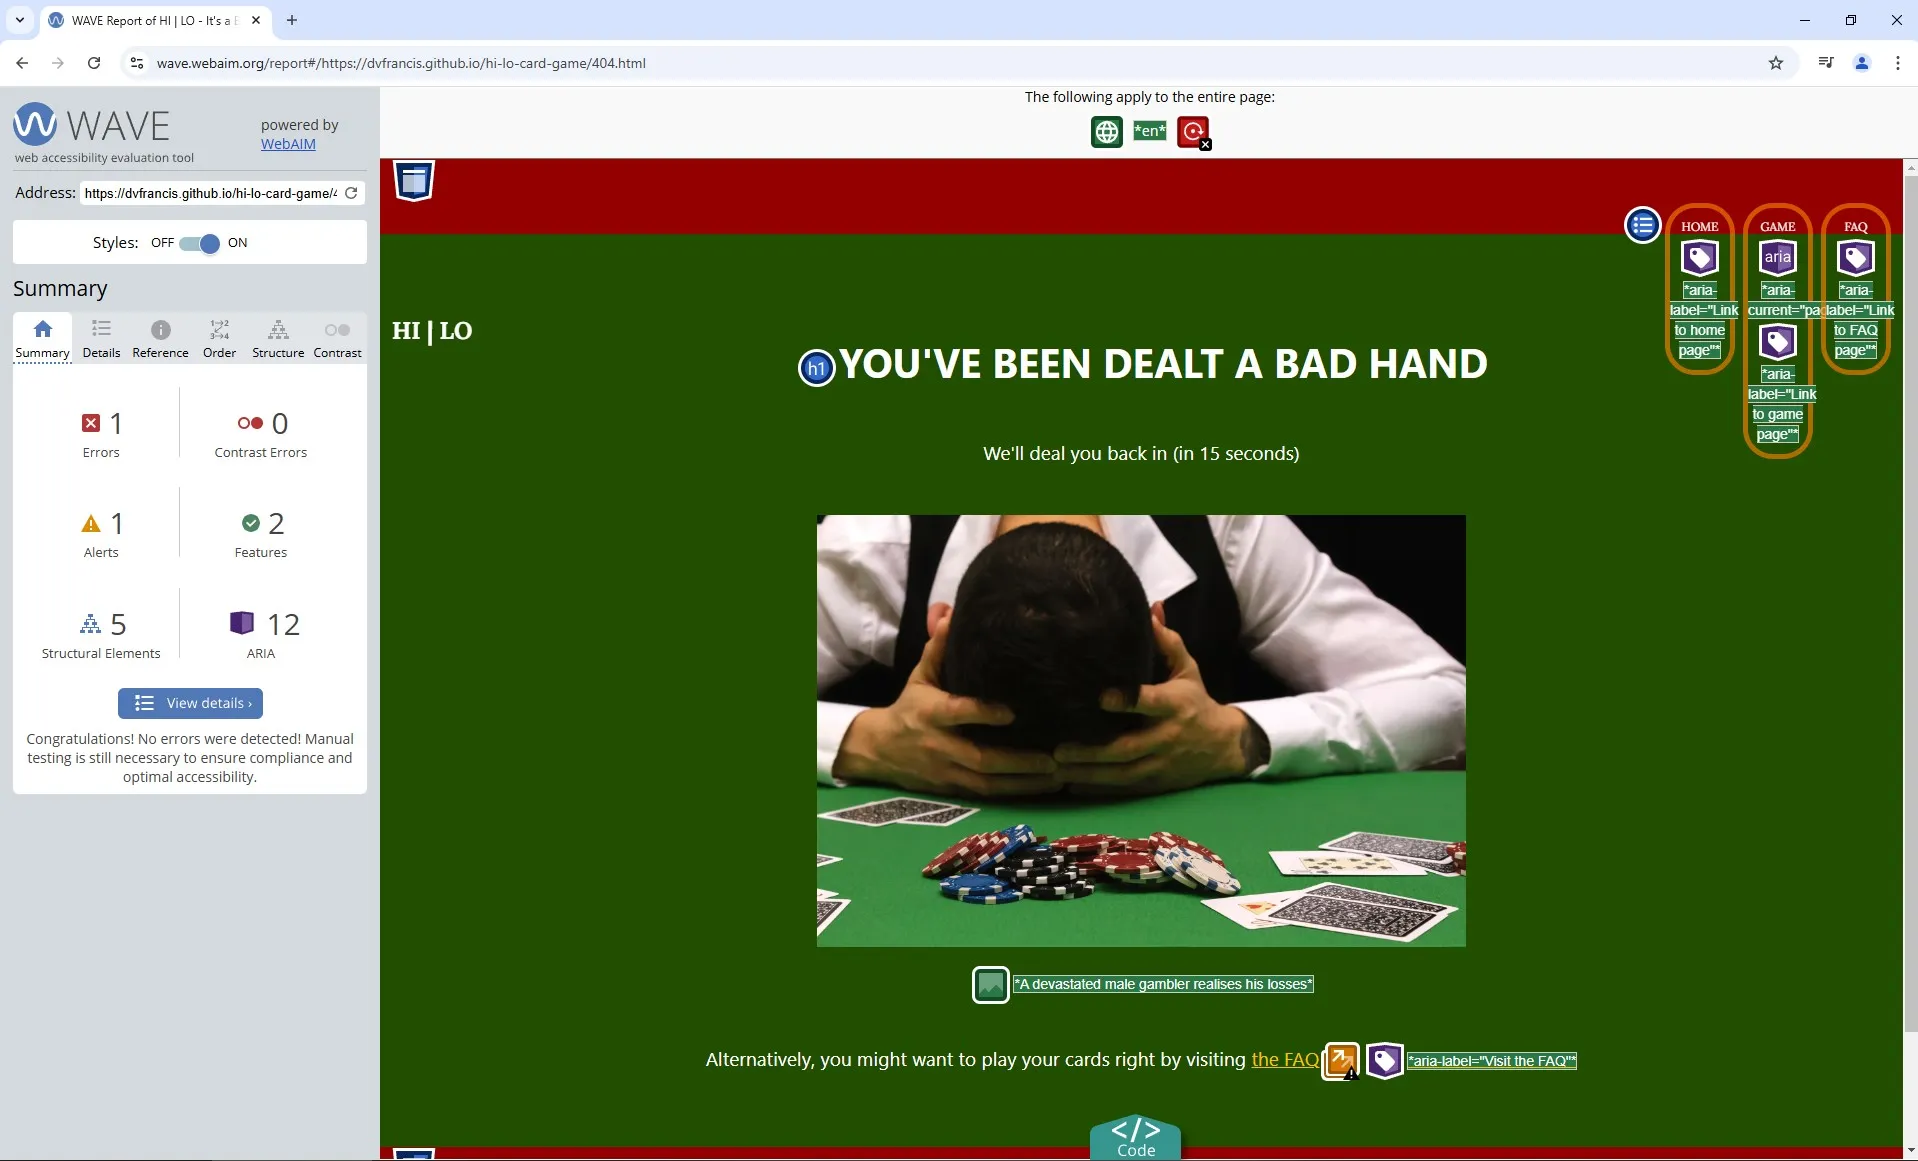 WAVE Report of HI | LO - It's a
wave.webaim.org/report#/https://dvfrancis.github.io/hi-lo-card-game/404.html
WAVE
web accessibility evaluation tool
powered by
WebAIM
Address:
https://dvfrancis.github.io/hi-lo-card-game/4
Styles: OFF ON
Summary
Summary Details Reference Order Structure Contrast
1 Errors
0 Contrast Errors
1 Alerts
2 Features
5 Structural Elements
12 ARIA
View details ›
Congratulations! No errors were detected! Manual
testing is still necessary to ensure compliance and
optimal accessibility.
The following apply to the entire page:
*en*
HI | LO
HOME
*aria-
label="Link
to home
page"*
GAME
aria
*aria-
current="pa
*aria-
label="Link
to game
page"*
FAQ
*aria-
label="Link
to FAQ
page"*
h1 YOU'VE BEEN DEALT A BAD HAND
We'll deal you back in (in 15 seconds)
*A devastated male gambler realises his losses*
Alternatively, you might want to play your cards right by visiting the FAQ *aria-label="Visit the FAQ"*
</> Code